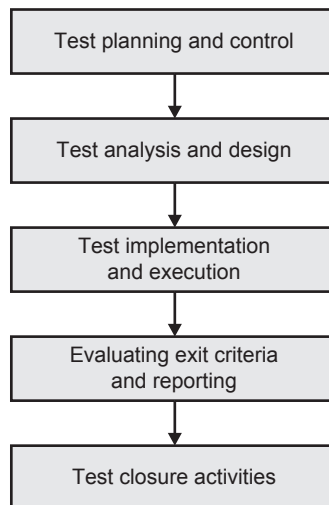 Test planning and control
Test analysis and design
Test implementation
and execution
Evaluating exit criteria
and reporting
Test closure activities